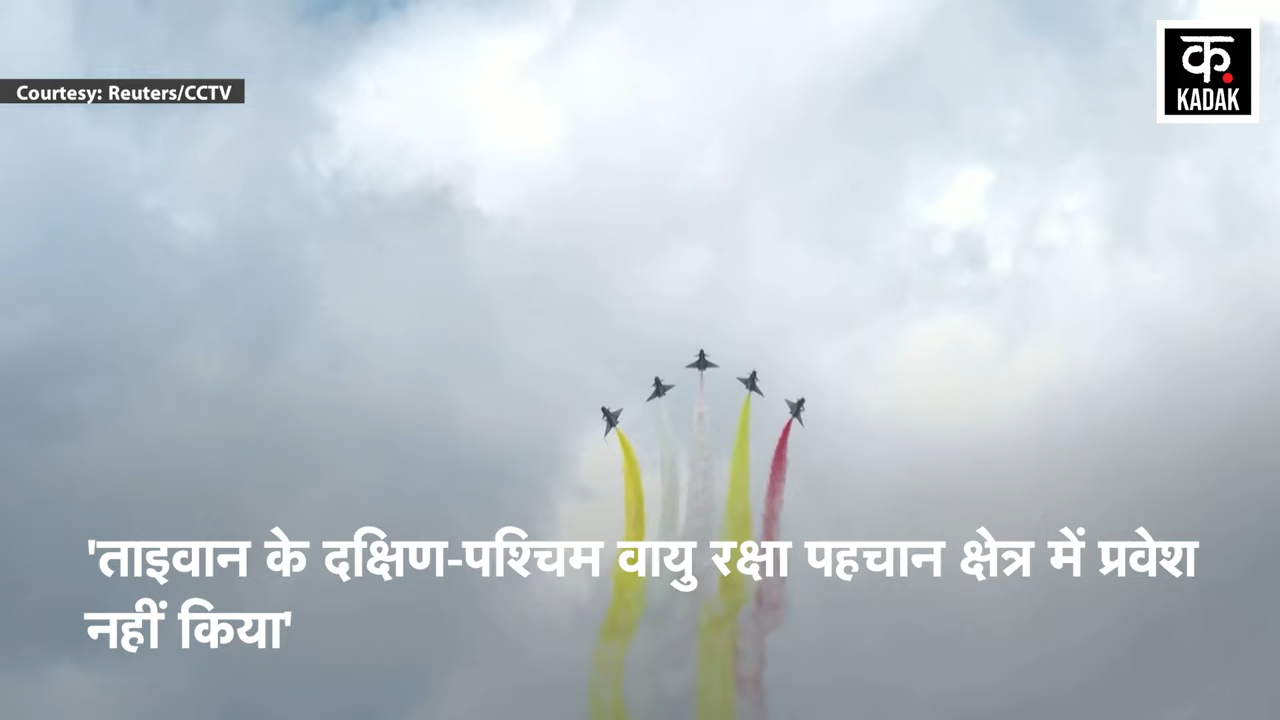 Courtesy: Reuters/CCTV
क
KADAK
'ताइवान के दक्षिण-पश्चिम वायु रक्षा पहचान क्षेत्र में प्रवेश
नहीं किया'